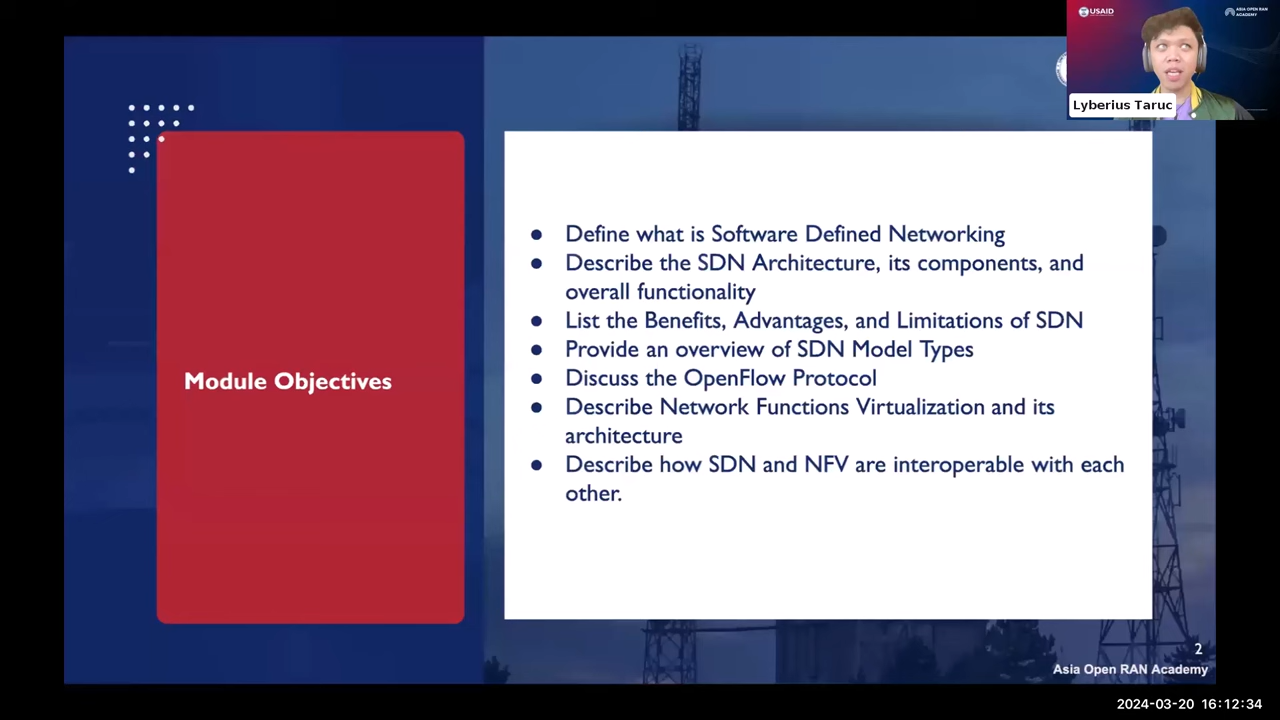 USAID
ASIA OPEN RAN
ACADEMY
Lyberius Taruc
Module Objectives
● Define what is Software Defined Networking
● Describe the SDN Architecture, its components, and
overall functionality
● List the Benefits, Advantages, and Limitations of SDN
● Provide an overview of SDN Model Types
● Discuss the OpenFlow Protocol
● Describe Network Functions Virtualization and its
architecture
● Describe how SDN and NFV are interoperable with each
other.
2
Asia Open RAN Academy
2024-03-20 16:12:34